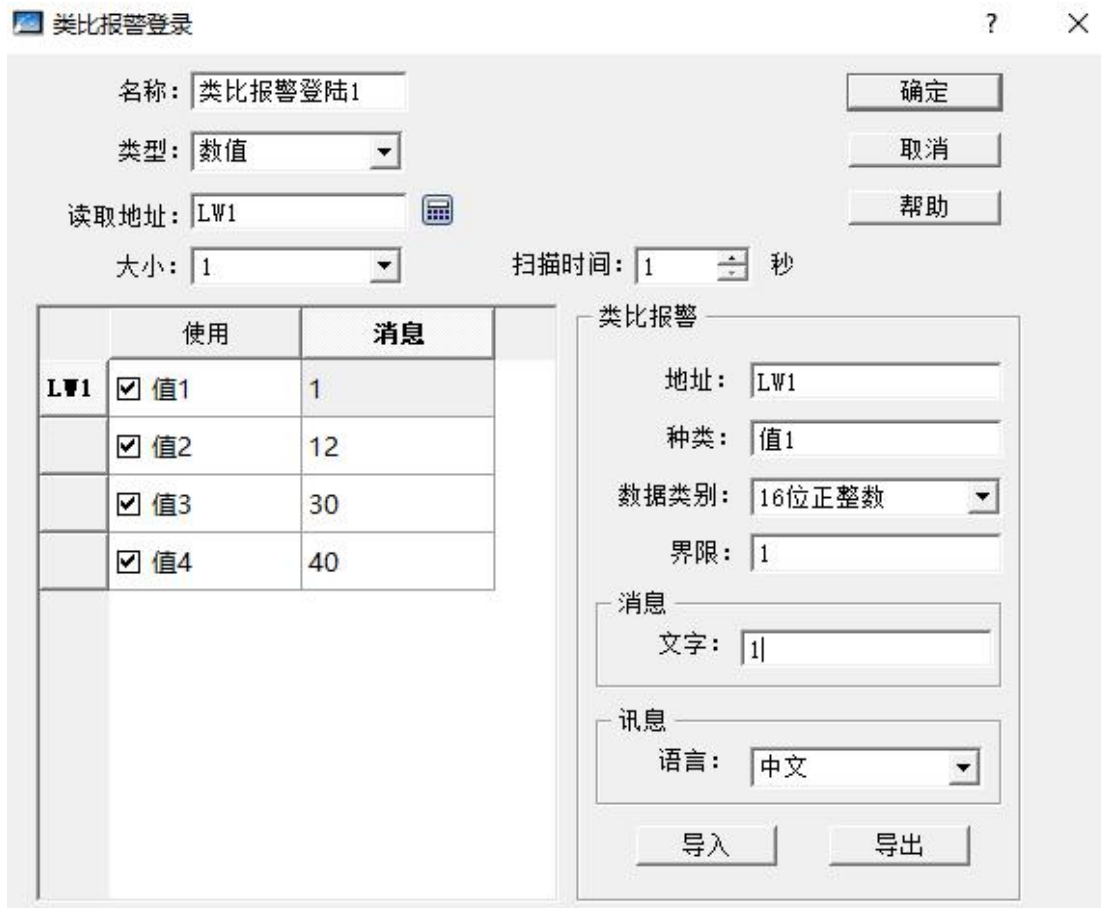 类比报警登录
名称：类比报警登陆1
确定
类型：数值
取消
读取地址：LW1
帮助
大小：1
扫描时间：1 秒
使用 消息
LW1 值1 1
值2 12
值3 30
值4 40
类比报警
地址：LW1
种类：值1
数据类别：16位正整数
界限：1
消息
文字：1
讯息
语言：中文
导入 导出